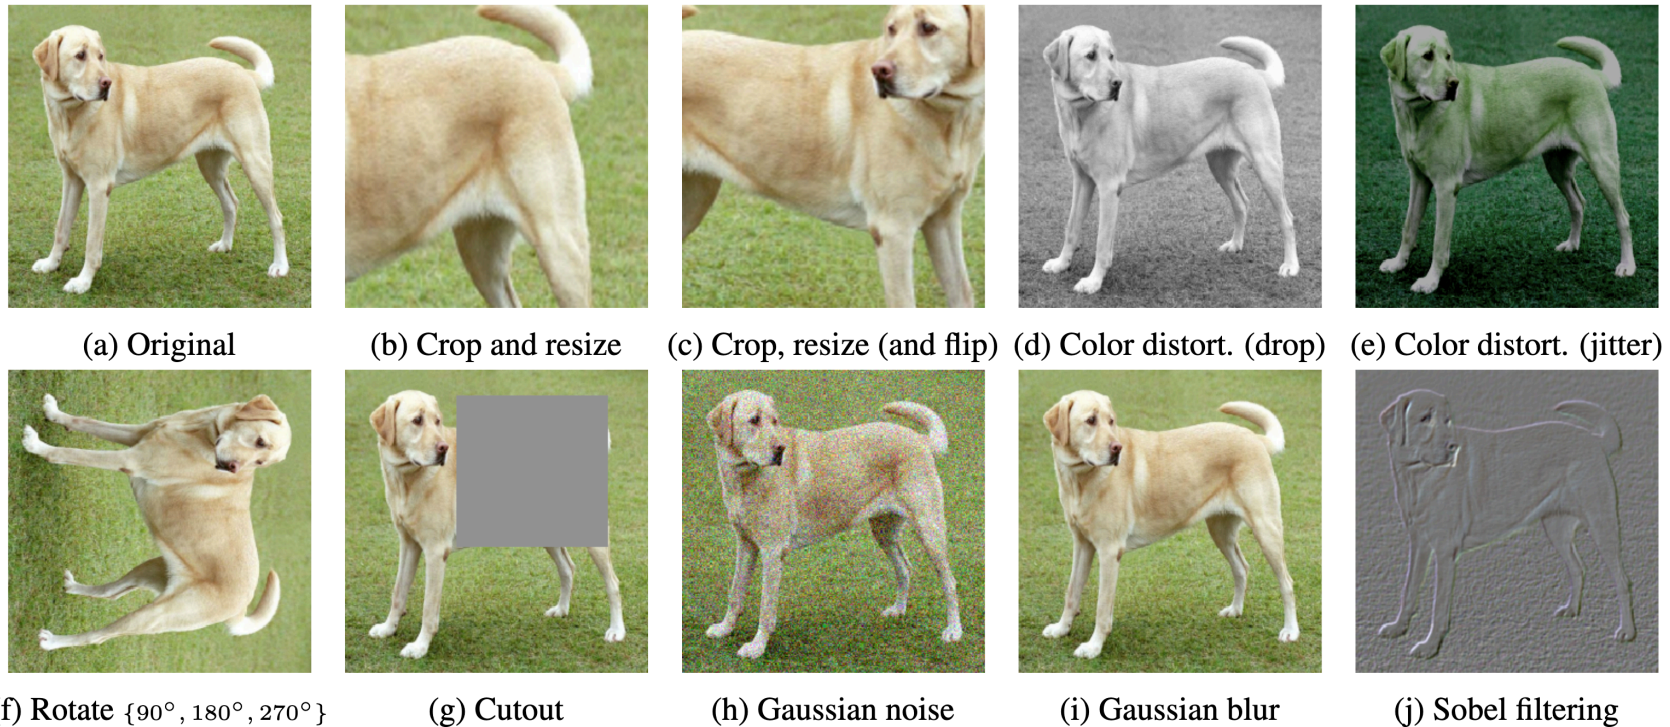 (a) Original
(b) Crop and resize
(c) Crop, resize (and flip)
(d) Color distort. (drop)
(e) Color distort. (jitter)
f) Rotate {90°, 180°, 270°}
(g) Cutout
(h) Gaussian noise
(i) Gaussian blur
(j) Sobel filtering